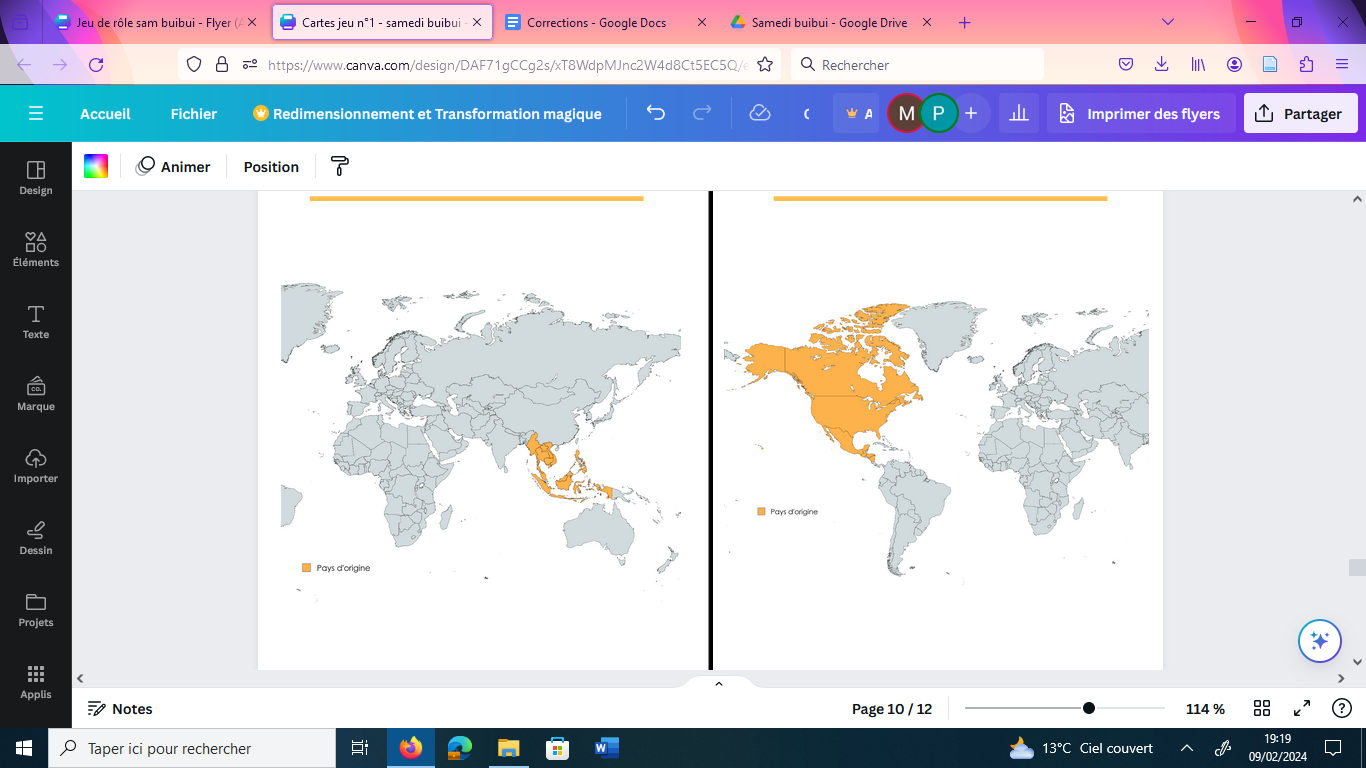 Jeu de rôle sam buibui - Flyer (A
Cartes jeu n°1 - samedi buibui -
Corrections - Google Docs
Samedi buibui - Google Drive
https://www.canva.com/design/DAF71gCCg2s/xT8WdpMJnc2W4d8Ct5EC5Q/e
Rechercher
Accueil
Fichier
Redimensionnement et Transformation magique
A
M
P
Imprimer des flyers
Partager
Design
Éléments
Texte
CO.
Marque
Importer
Dessin
Projets
Applis
Animer
Position
Pays d'origine
Pays d'origine
Notes
Page 10 / 12
114 %
Taper ici pour rechercher
13°C Ciel couvert
19:19
09/02/2024